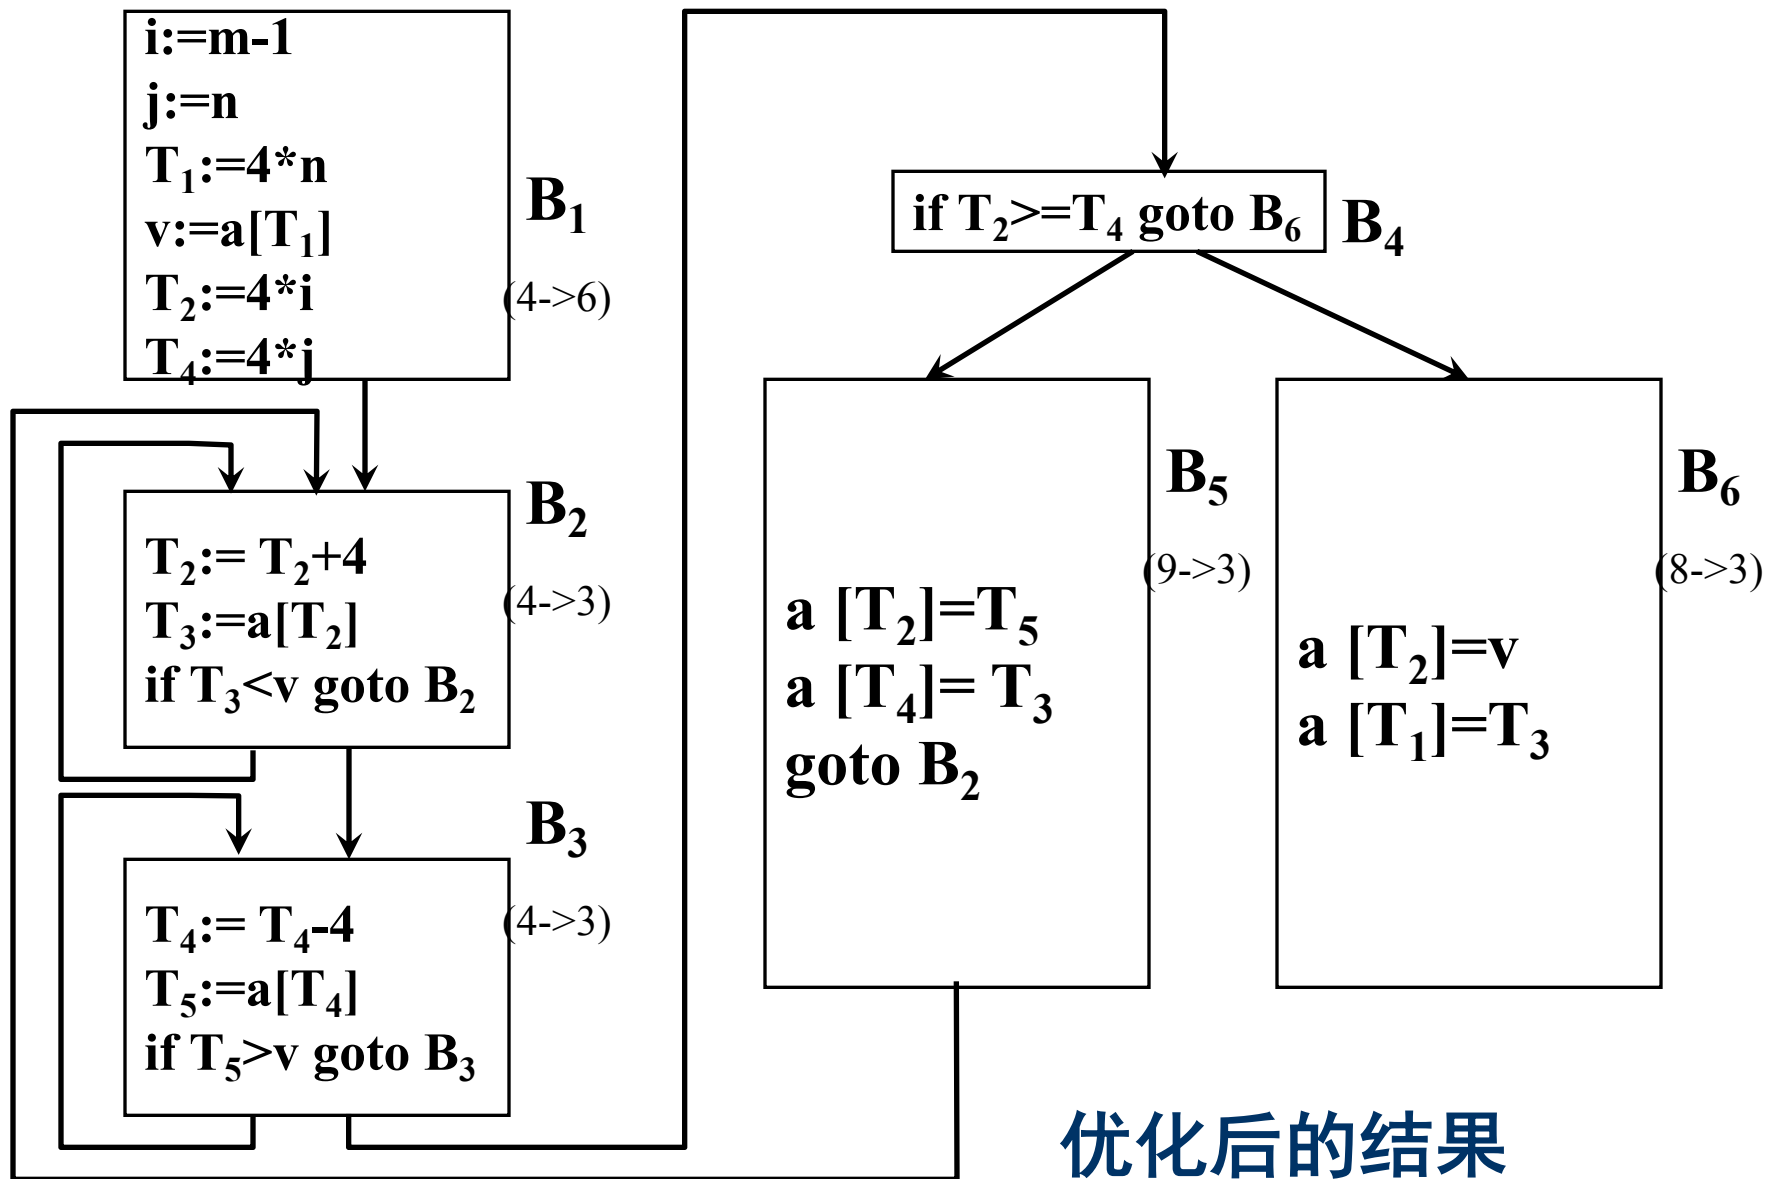 i:=m-1
j:=n
T₁:=4*n
v:=a[T₁]
T₂:=4*i
T₄:=4*j
B₁
(4->6)
T₂:= T₂+4
T₃:=a[T₂]
if T₃<v goto B₂
B₂
(4->3)
T₄:= T₄-4
T₅:=a[T₄]
if T₅>v goto B₃
B₃
(4->3)
if T₂>=T₄ goto B₆
B₄
a [T₂]=T₅
a [T₄]= T₃
goto B₂
B₅
(9->3)
a [T₂]=v
a [T₁]=T₃
B₆
(8->3)
优化后的结果